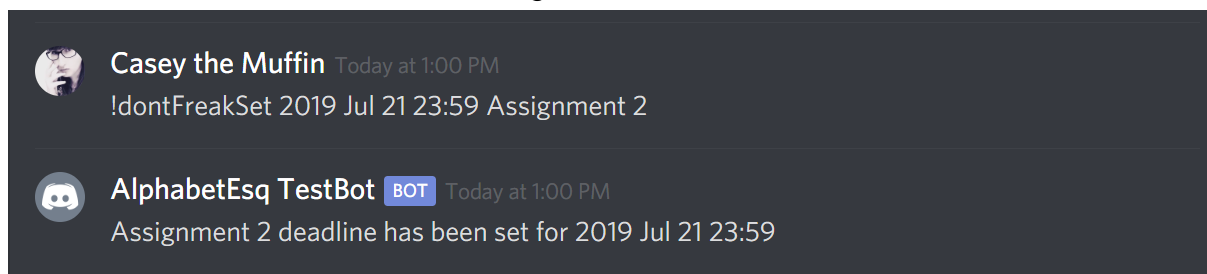 Casey the Muffin Today at 1:00 PM
!dontFreakSet 2019 Jul 21 23:59 Assignment 2
AlphabetEsq TestBot BOT Today at 1:00 PM
Assignment 2 deadline has been set for 2019 Jul 21 23:59